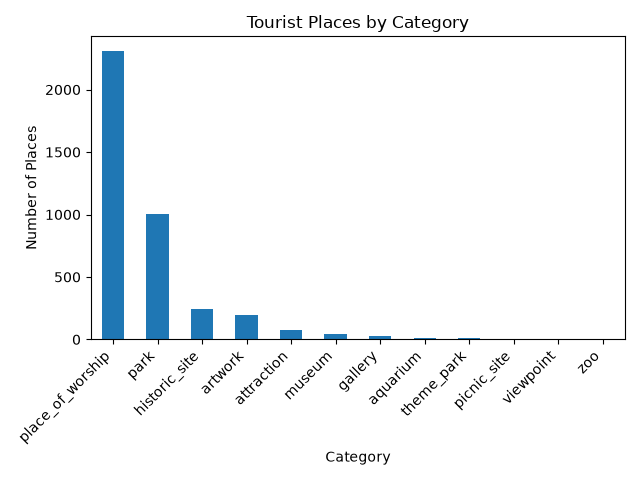 Tourist Places by Category
Number of Places
2000
1500
1000
500
0
place_of_worship
park
historic_site
artwork
attraction
museum
gallery
aquarium
theme_park
picnic_site
viewpoint
zoo
Category